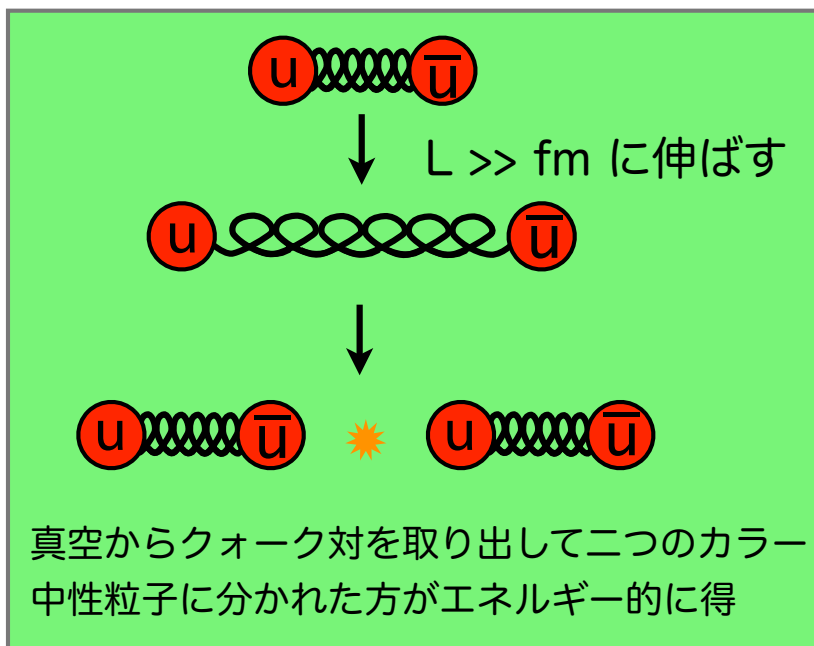 u u̅
L >> fm に伸ばす
u u̅
u u̅ u u̅
真空からクォーク対を取り出して二つのカラー
中性粒子に分かれた方がエネルギー的に得